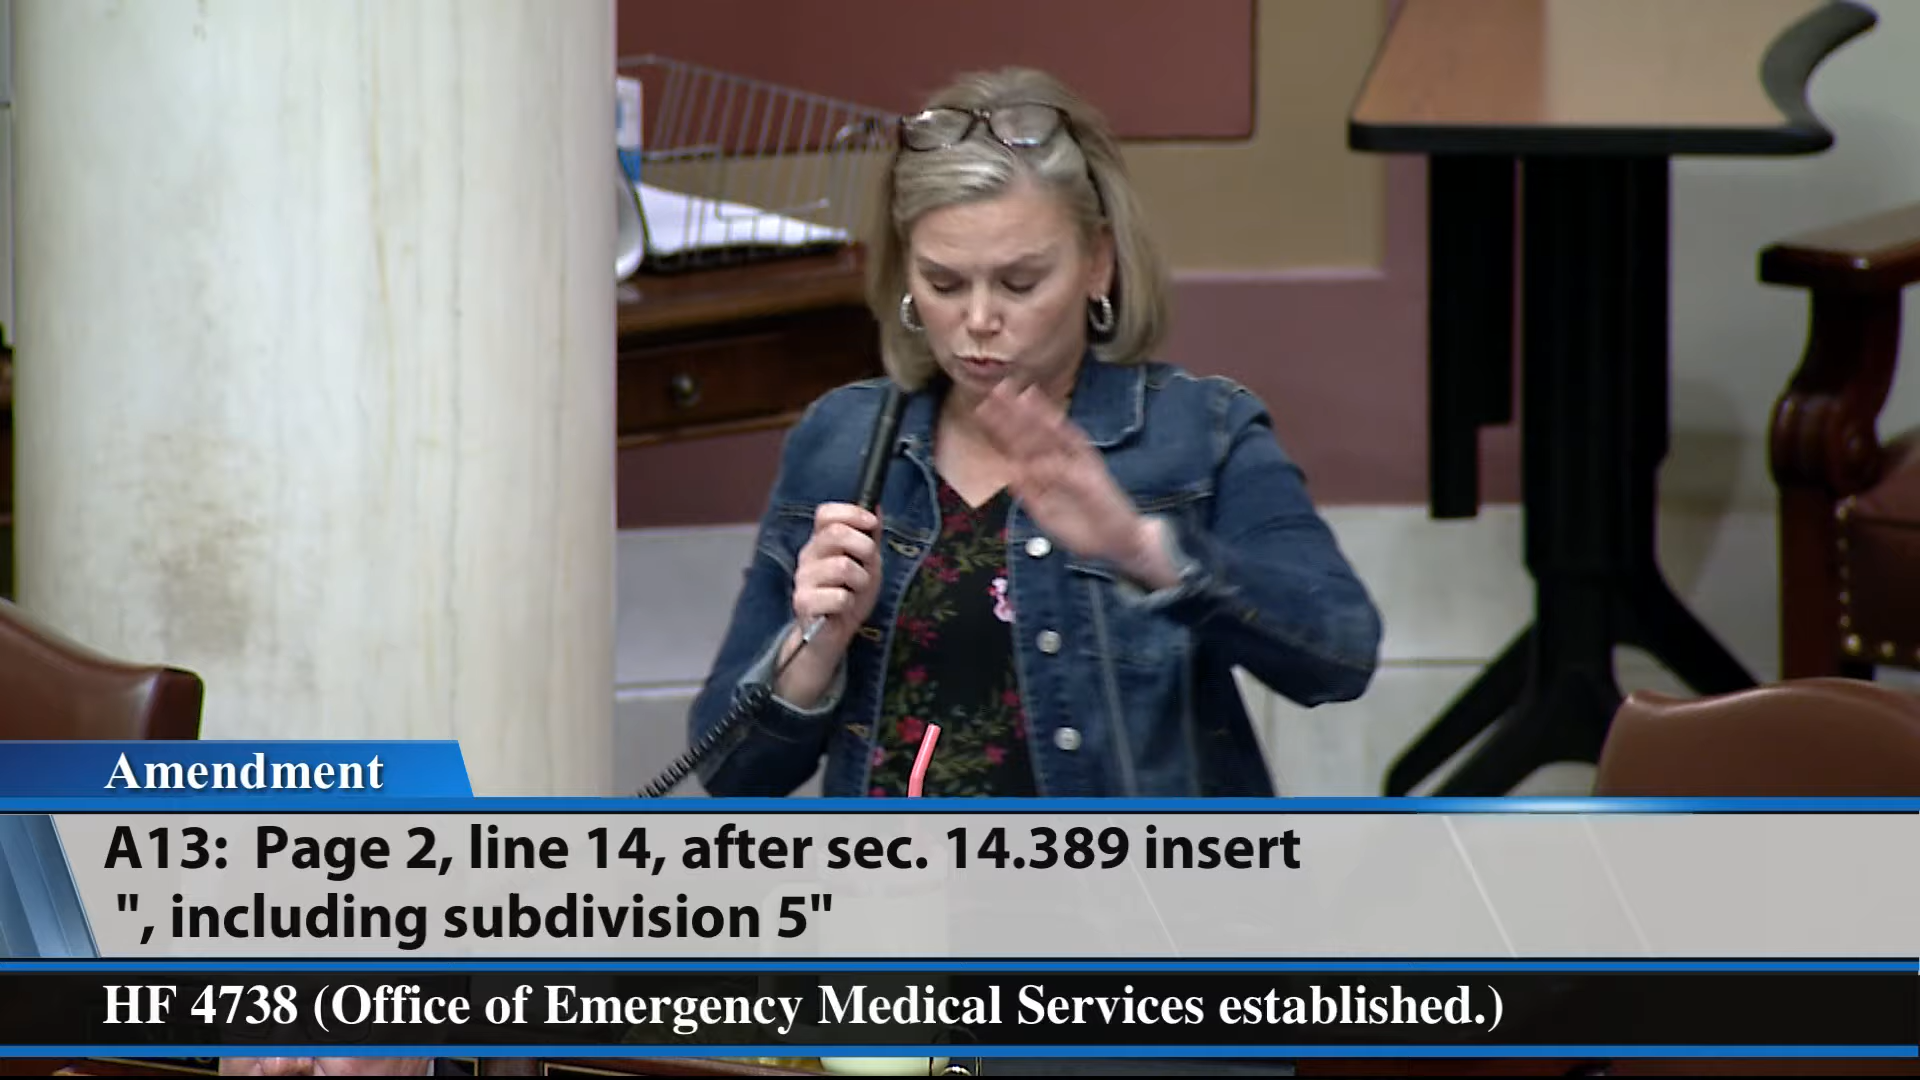 Amendment
A13:  Page 2, line 14, after sec. 14.389 insert
", including subdivision 5"
HF 4738 (Office of Emergency Medical Services established.)